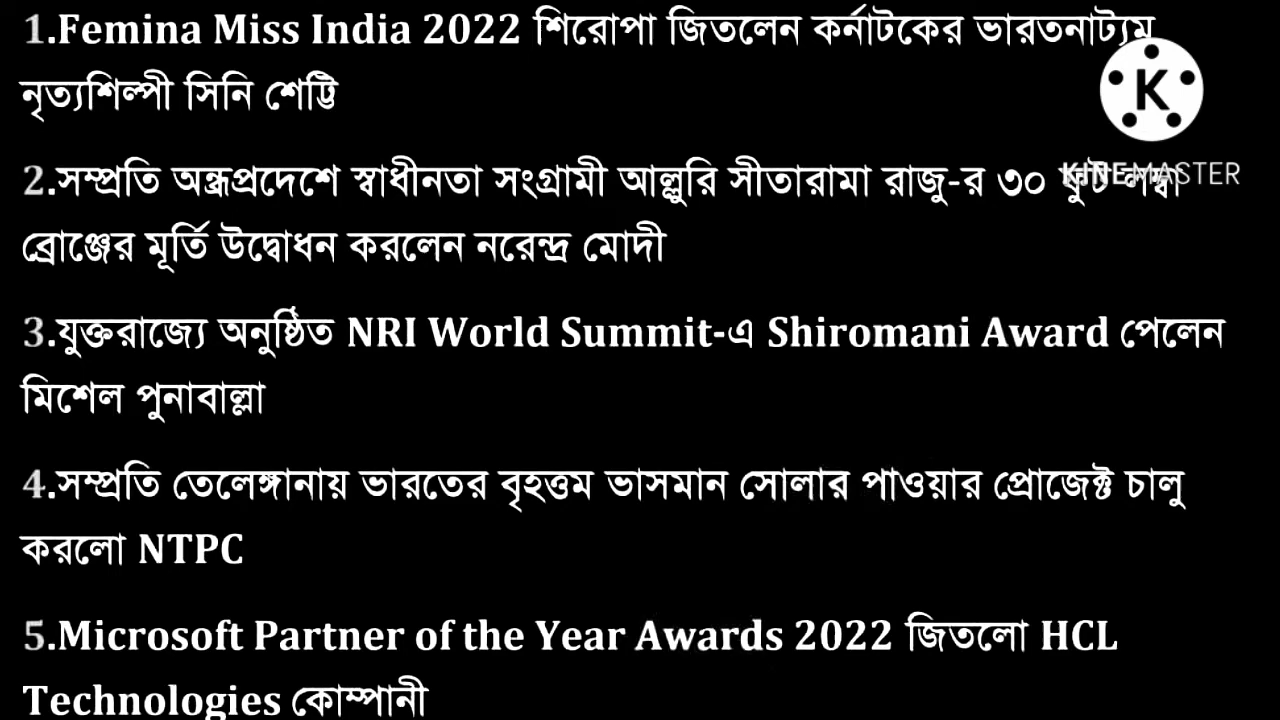 1.Femina Miss India 2022 শিরোপা জিতলেন কর্নাটকের ভারতনাট্যম
নৃত্যশিল্পী সিনি শেট্টি
K
KINEMASTER
2.সম্প্রতি অন্ধ্রপ্রদেশে স্বাধীনতা সংগ্রামী আল্লুরি সীতারামা রাজু-র ৩০ ফুট লম্বা
ব্রোঞ্জের মূর্তি উদ্বোধন করলেন নরেন্দ্র মোদী
3.যুক্তরাজ্যে অনুষ্ঠিত NRI World Summit-এ Shiromani Award পেলেন
মিশেল পুনাবাল্লা
4.সম্প্রতি তেলেঙ্গানায় ভারতের বৃহত্তম ভাসমান সোলার পাওয়ার প্রোজেক্ট চালু
করলো NTPC
5.Microsoft Partner of the Year Awards 2022 জিতলো HCL
Technologies কোম্পানী